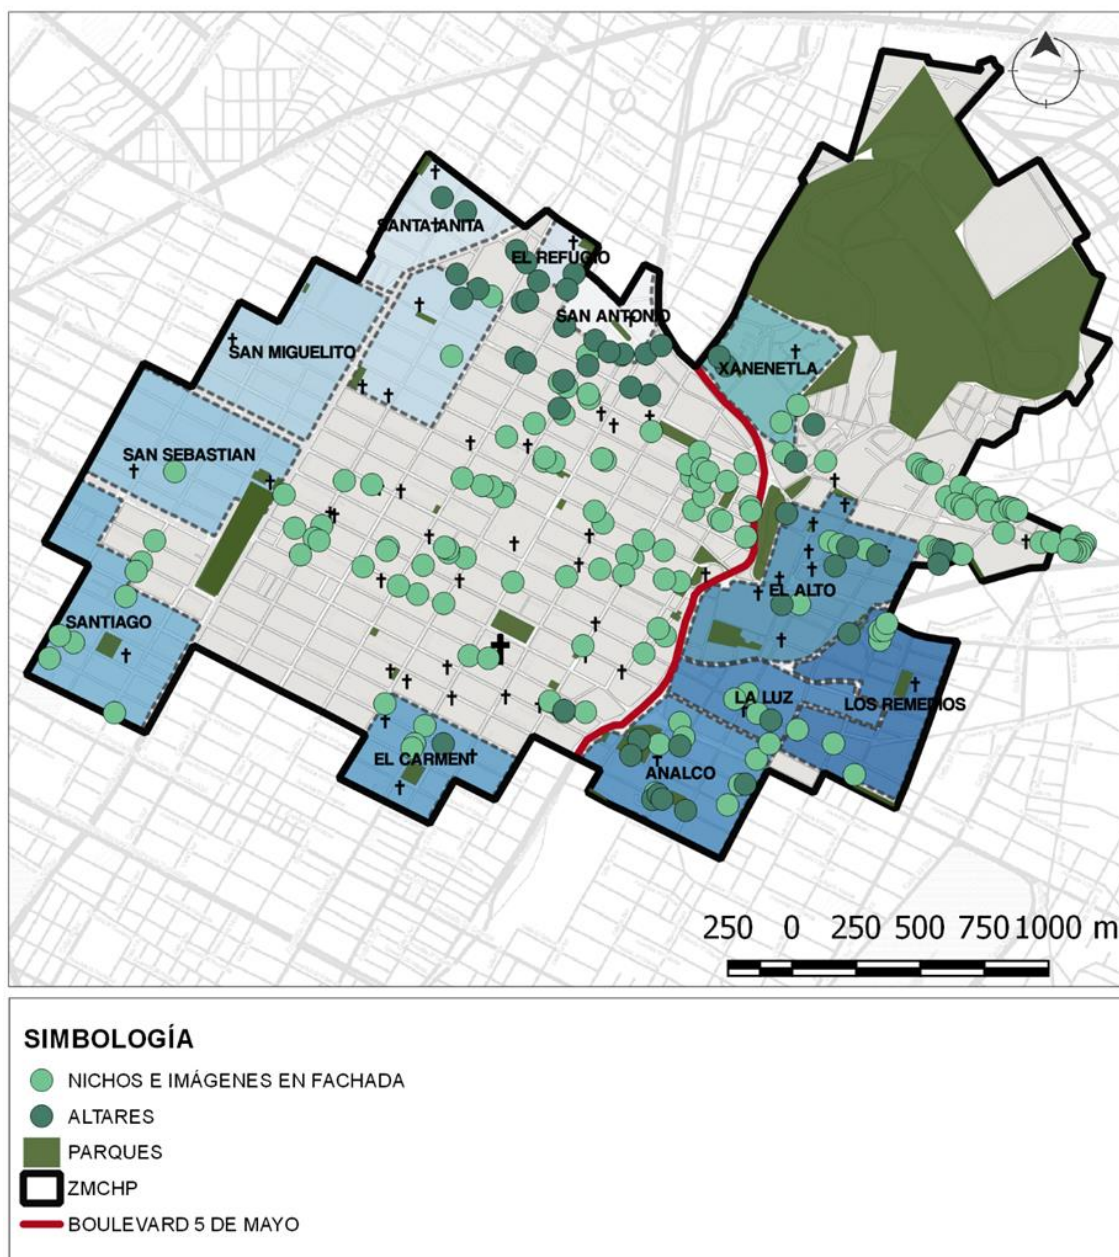 SANTA ANITA
EL REFUGIO
SAN ANTONIO
SAN MIGUELITO
XANENETLA
SAN SEBASTIAN
EL ALTO
SANTIAGO
LA LUZ
LOS REMEDIOS
EL CARMEN
ANALCO
250 0 250 500 750 1000 m
SIMBOLOGÍA
NICHOS E IMÁGENES EN FACHADA
ALTARES
PARQUES
ZMCHP
BOULEVARD 5 DE MAYO